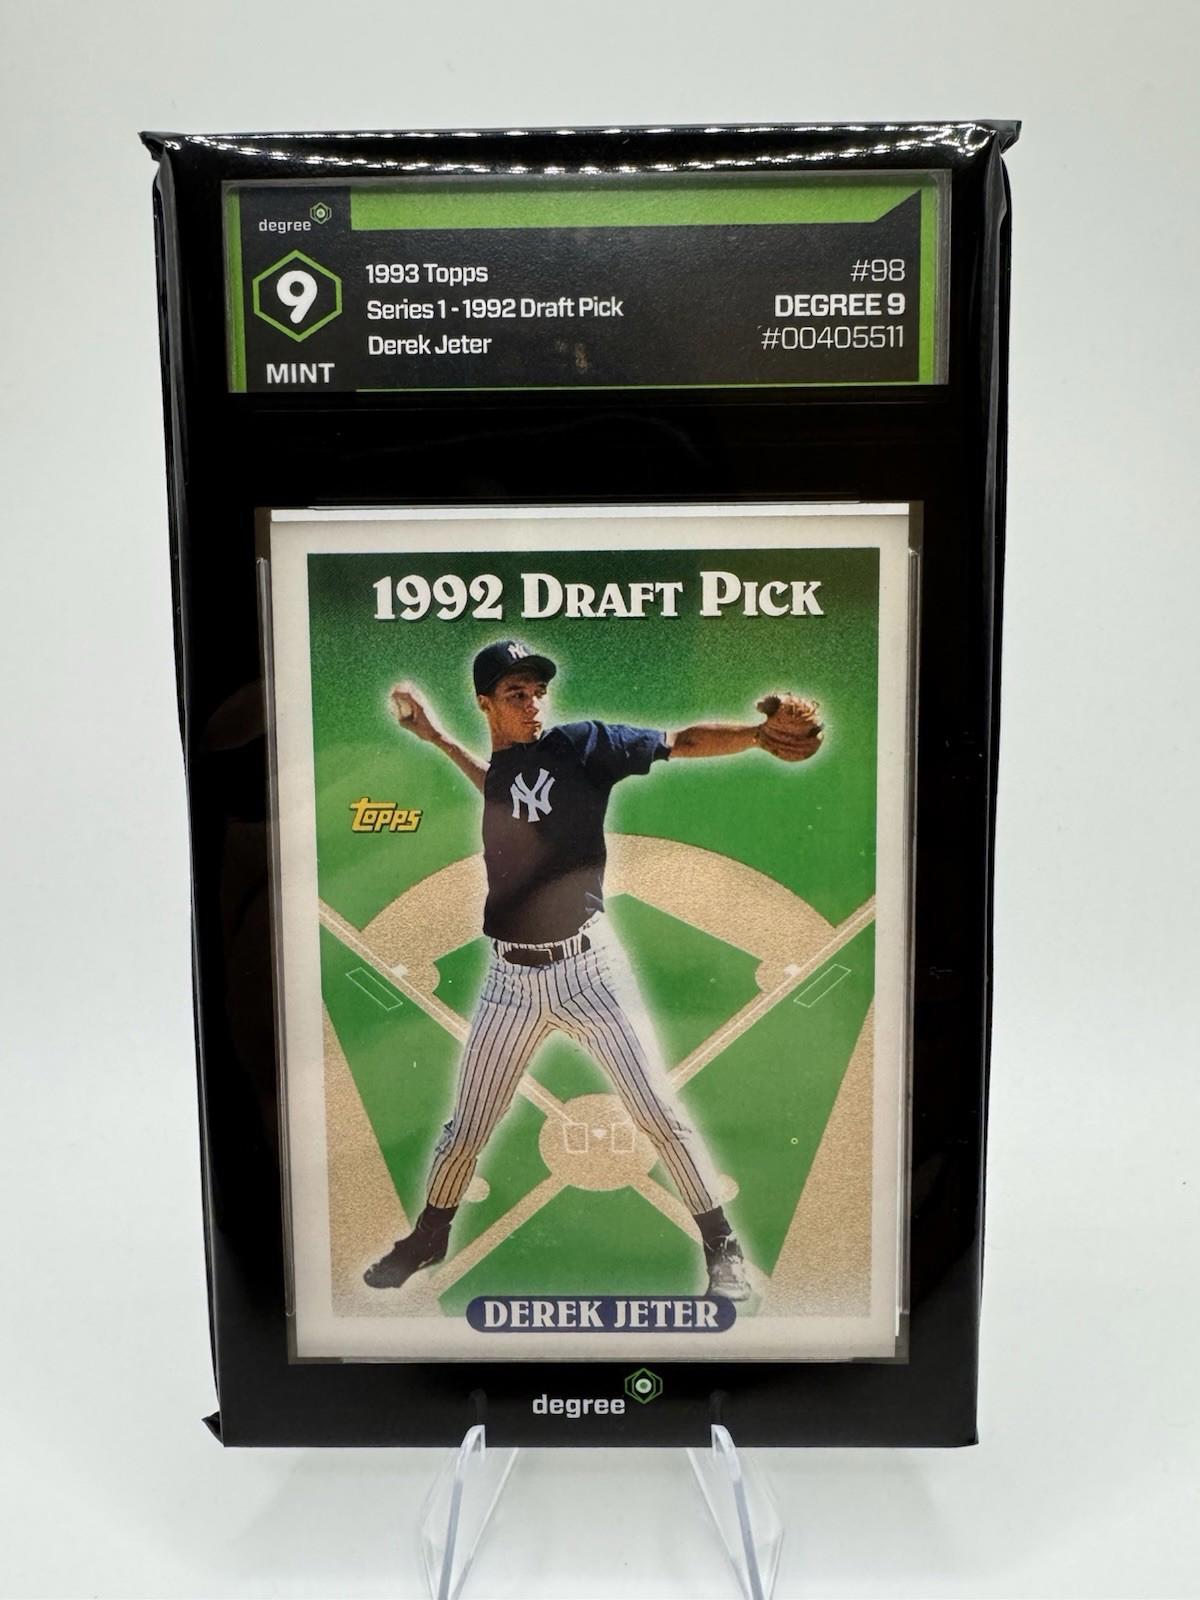 degree
9
MINT
1993 Topps
Series 1 - 1992 Draft Pick
Derek Jeter
#98
DEGREE 9
#00405511
1992 DRAFT PICK
NY
NY
topps
DEREK JETER
degree